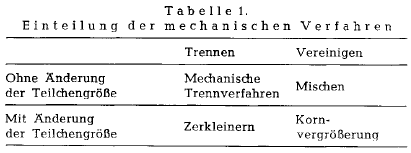 Tabelle 1.
Einteilung der mechanischen Verfahren
Trennen Vereinigen
Ohne Änderung
der Teilchengröße
Mechanische
Trennverfahren
Mischen
Mit Änderung
der Teilchengröße
Zerkleinern
Korn-
vergrößerung